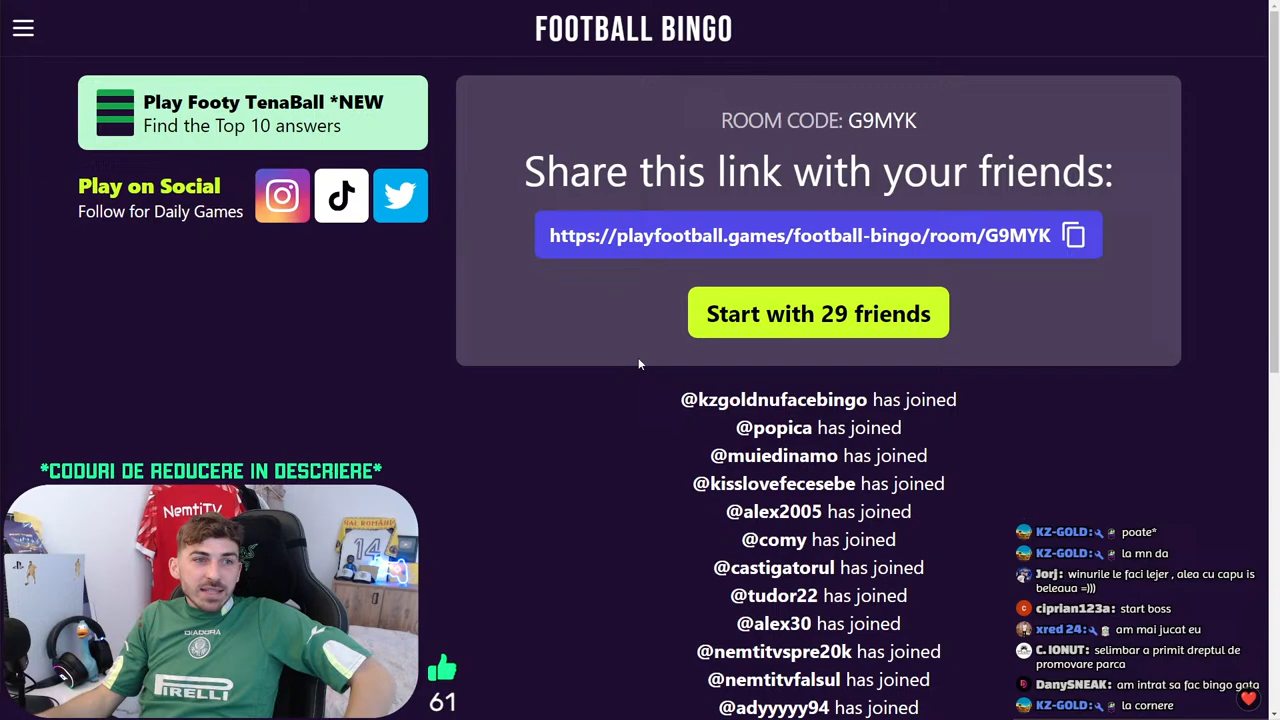 FOOTBALL BINGO
Play Footy TenaBall *NEW
Find the Top 10 answers
Play on Social
Follow for Daily Games
ROOM CODE: G9MYK
Share this link with your friends:
https://playfootball.games/football-bingo/room/G9MYK
Start with 29 friends
@kzgoldnufacebingo has joined
@popica has joined
@muiedinamo has joined
@kisslovefecesebe has joined
@alex2005 has joined
@comy has joined
@castigatorul has joined
@tudor22 has joined
@alex30 has joined
@nemtitvspre20k has joined
@nemtitvfalsul has joined
@adyyyyy94 has joined
*CODURI DE REDUCERE IN DESCRIERE*
NemtiTV
HAI, ROMÂNII
14
DIADORA
PIRELLI
61
KZ-GOLD: poate*
KZ-GOLD: la mn da
Jorj: winurile le faci lejer , alea cu capu is
beleaua =)))
ciprian123a: start boss
xred 24: am mai jucat eu
C. IONUT: selimbar a primit dreptul de
promovare parca
DanySNEAK: am intrat sa fac bingo gata
KZ-GOLD: la cornere